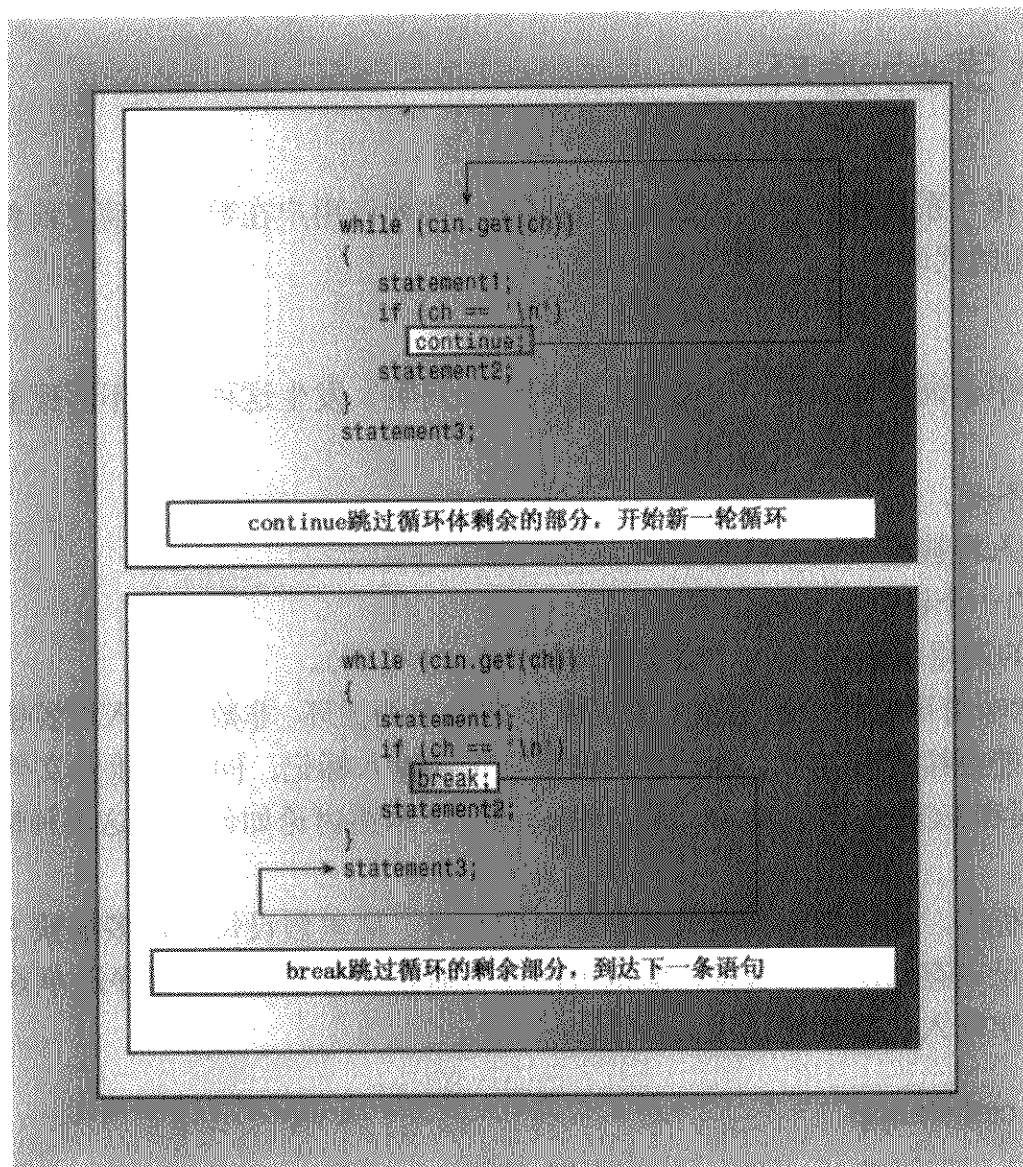 while (cin.get(ch))
{
statement1;
if (ch == '\n')
continue;
statement2;
}
statement3;
continue跳过循环体剩余的部分，开始新一轮循环
while (cin.get(ch))
{
statement1;
if (ch == '\n')
break;
statement2;
}
statement3;
break跳过循环的剩余部分，到达下一条语句